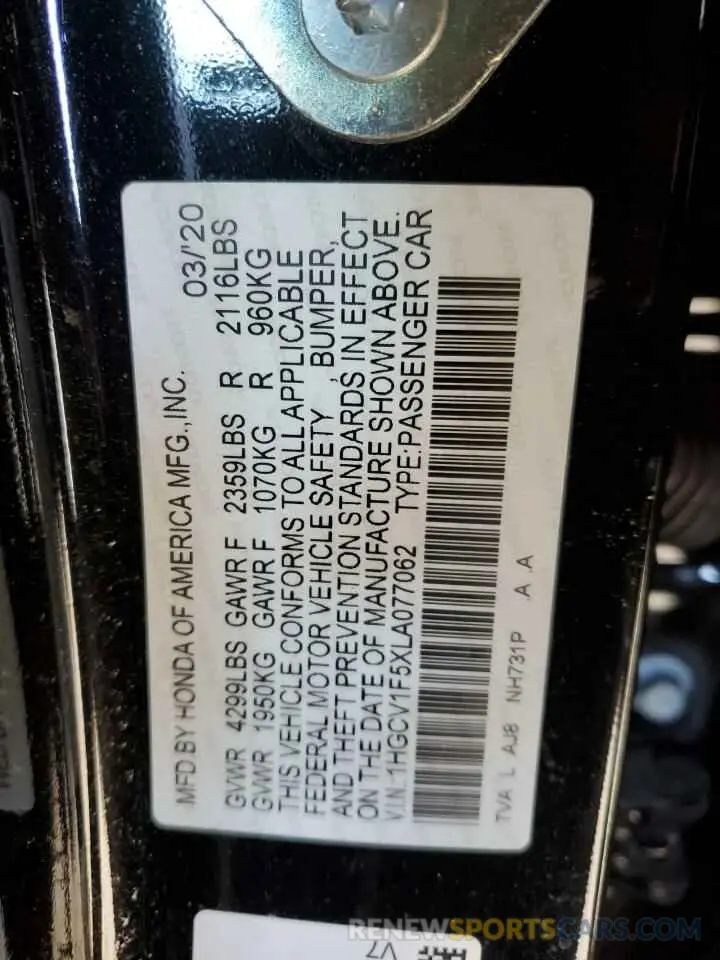 MFD BY HONDA OF AMERICA MFG.,INC. 03/'20
GVWR 4299LBS GAWR F 2359LBS R 2116LBS
GVWR 1950KG GAWR F 1070KG R 960KG
THIS VEHICLE CONFORMS TO ALL APPLICABLE
FEDERAL MOTOR VEHICLE SAFETY, BUMPER,
AND THEFT PREVENTION STANDARDS IN EFFECT
ON THE DATE OF MANUFACTURE SHOWN ABOVE.
V.I.N:1HGCV1F5XLA077062 TYPE:PASSENGER CAR
TVA L AJ8 NH731P A A
RENEWSPORTSCARS.COM